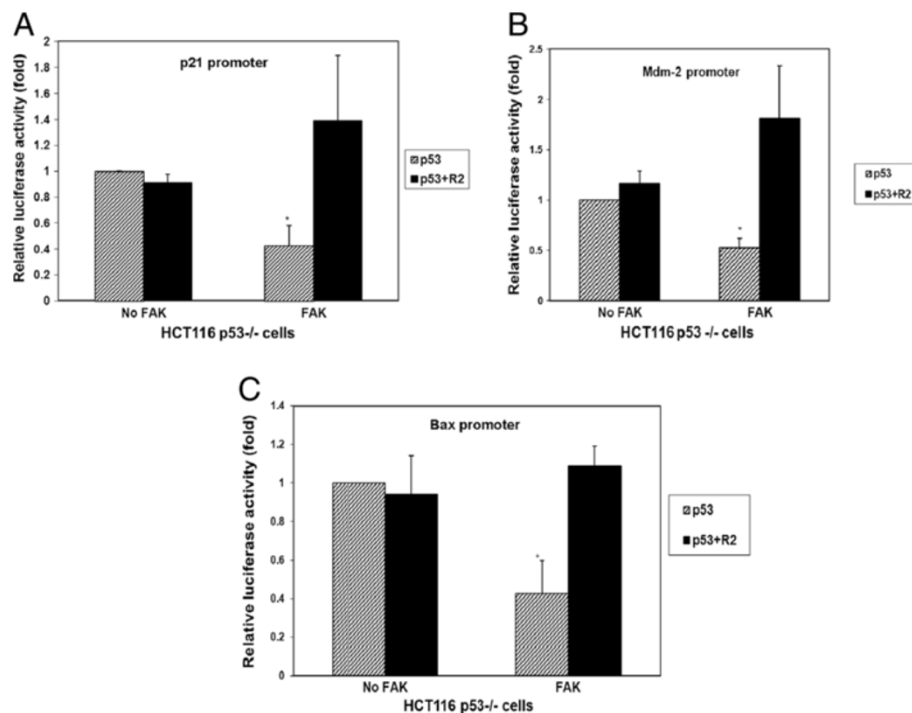 A
Relative luciferase activity (fold)
2
1.8
1.6
1.4
1.2
1
0.8
0.6
0.4
0.2
0
p21 promoter
*
No FAK
FAK
HCT116 p53-/- cells
p53
p53+R2
B
Relative luciferase activity (fold)
2.5
2
1.5
1
0.5
0
Mdm-2 promoter
*
No FAK
FAK
HCT116 p53 -/- cells
p53
p53+R2
C
Relative luciferase activity (fold)
1.4
1.2
1
0.8
0.6
0.4
0.2
0
Bax promoter
*
No FAK
FAK
HCT116 p53-/- cells
p53
p53+R2